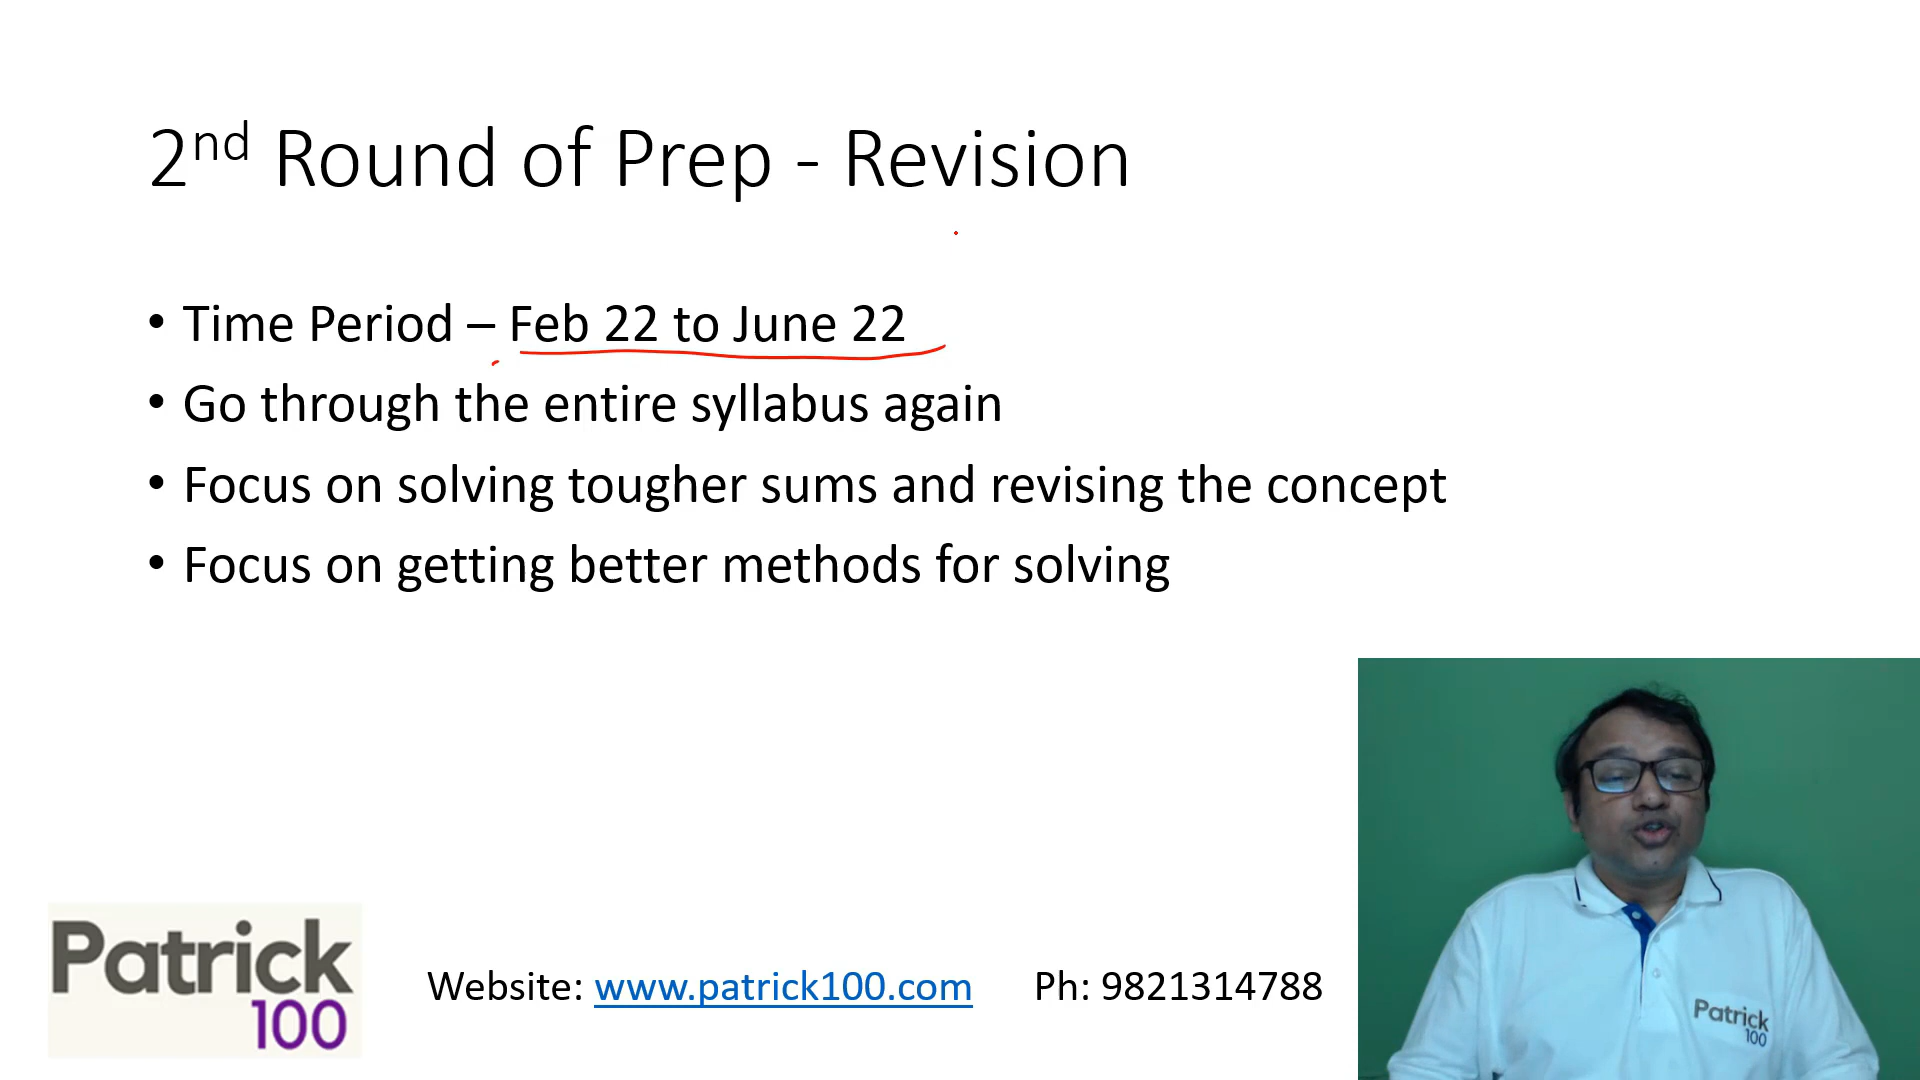 2nd Round of Prep - Revision
• Time Period – Feb 22 to June 22
• Go through the entire syllabus again
• Focus on solving tougher sums and revising the concept
• Focus on getting better methods for solving
Patrick
100
Website: www.patrick100.com Ph: 9821314788
Patrick
100